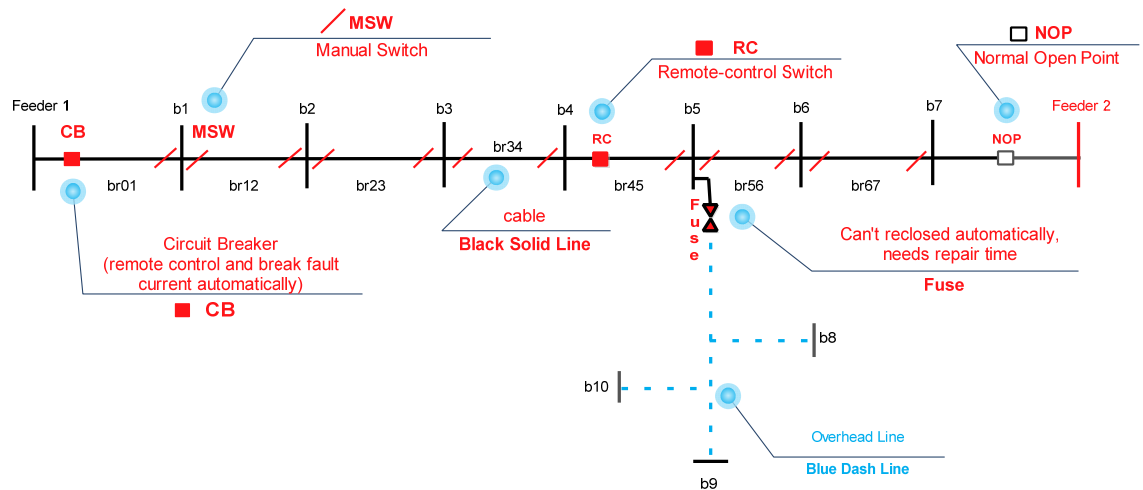 MSW
Manual Switch
RC
Remote-control Switch
NOP
Normal Open Point
Feeder 1
b1
b2
b3
b4
b5
b6
b7
Feeder 2
CB
MSW
br34
RC
NOP
br01
br12
br23
br45
br56
br67
Fuse
cable
Black Solid Line
Circuit Breaker
(remote control and break fault
current automatically)
CB
Can't reclosed automatically,
needs repair time
Fuse
b8
b10
Overhead Line
Blue Dash Line
b9